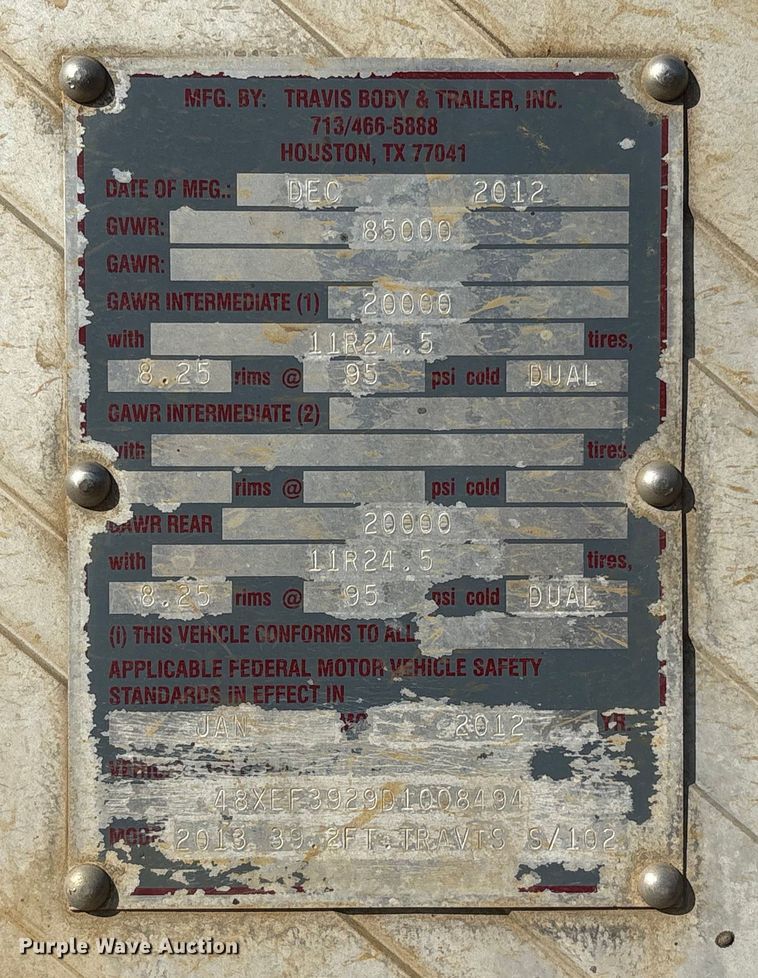 MFG. BY: TRAVIS BODY & TRAILER, INC.
713/466-5888
HOUSTON, TX 77041
DATE OF MFG.: DEC 2012
GVWR: 85000
GAWR:
GAWR INTERMEDIATE (1) 20000
with 11R24.5 tires,
8.25 rims @ 95 psi cold DUAL
GAWR INTERMEDIATE (2)
with tires,
rims @ psi cold
GAWR REAR 20000
with 11R24.5 tires,
8.25 rims @ 95 psi cold DUAL
(I) THIS VEHICLE CONFORMS TO ALL
APPLICABLE FEDERAL MOTOR VEHICLE SAFETY
STANDARDS IN EFFECT IN
JAN MO 2012 YR.
48XEF3929D1008494
2013 39.2FT.TRAVIS S/102
Purple Wave Auction